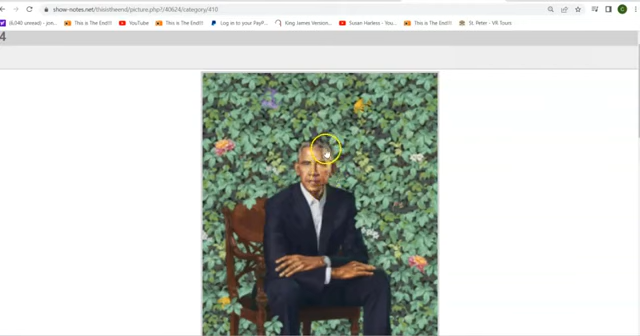 show-notes.net/thisistheend/picture.php?/40624/category/410
(6,040 unread) - jon... This is The End!!! YouTube This is The End!!! Log in to your PayP... King James Version... Susan Harless - You... This is The End!!! St. Peter - VR Tours
4